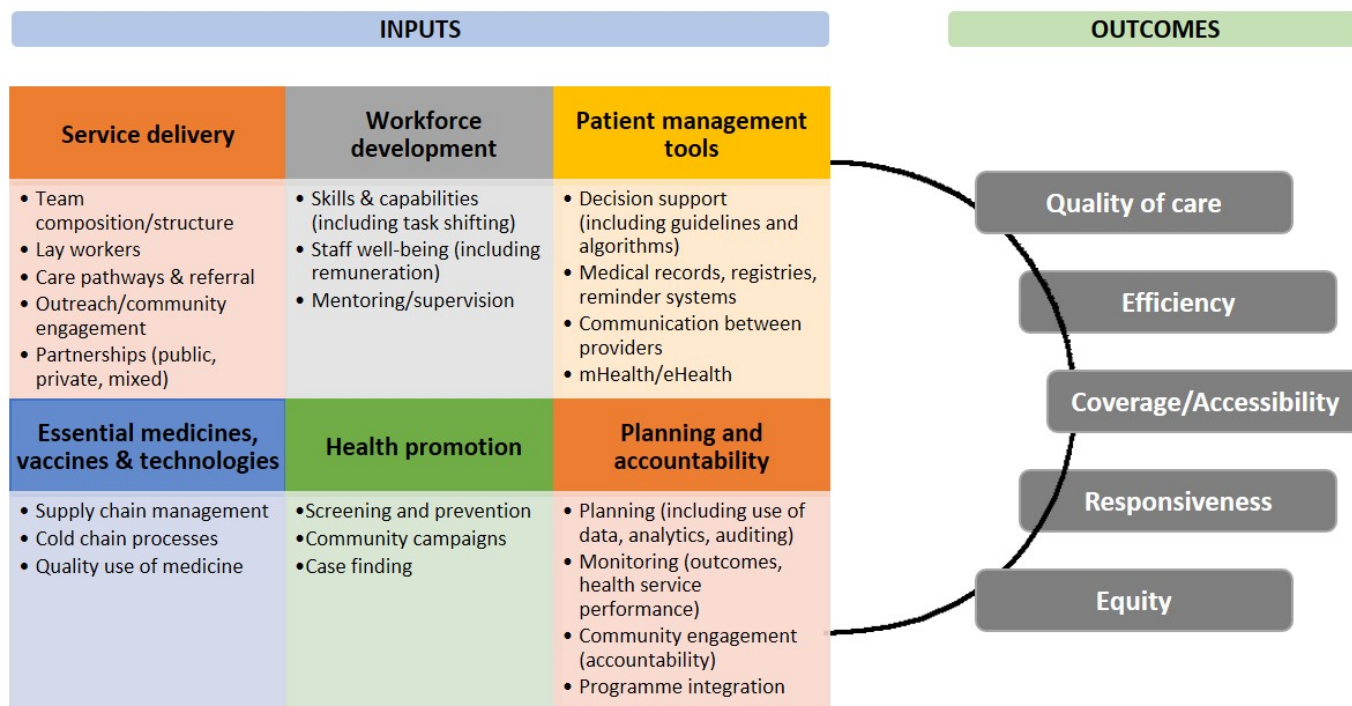 INPUTS
OUTCOMES
Service delivery
• Team
composition/structure
• Lay workers
• Care pathways & referral
• Outreach/community
engagement
• Partnerships (public,
private, mixed)
Workforce
development
• Skills & capabilities
(including task shifting)
• Staff well-being (including
remuneration)
• Mentoring/supervision
Patient management
tools
• Decision support
(including guidelines and
algorithms)
• Medical records, registries,
reminder systems
• Communication between
providers
• mHealth/eHealth
Essential medicines,
vaccines & technologies
• Supply chain management
• Cold chain processes
• Quality use of medicine
Health promotion
•Screening and prevention
•Community campaigns
•Case finding
Planning and
accountability
• Planning (including use of
data, analytics, auditing)
• Monitoring (outcomes,
health service
performance)
• Community engagement
(accountability)
• Programme integration
Quality of care
Efficiency
Coverage/Accessibility
Responsiveness
Equity